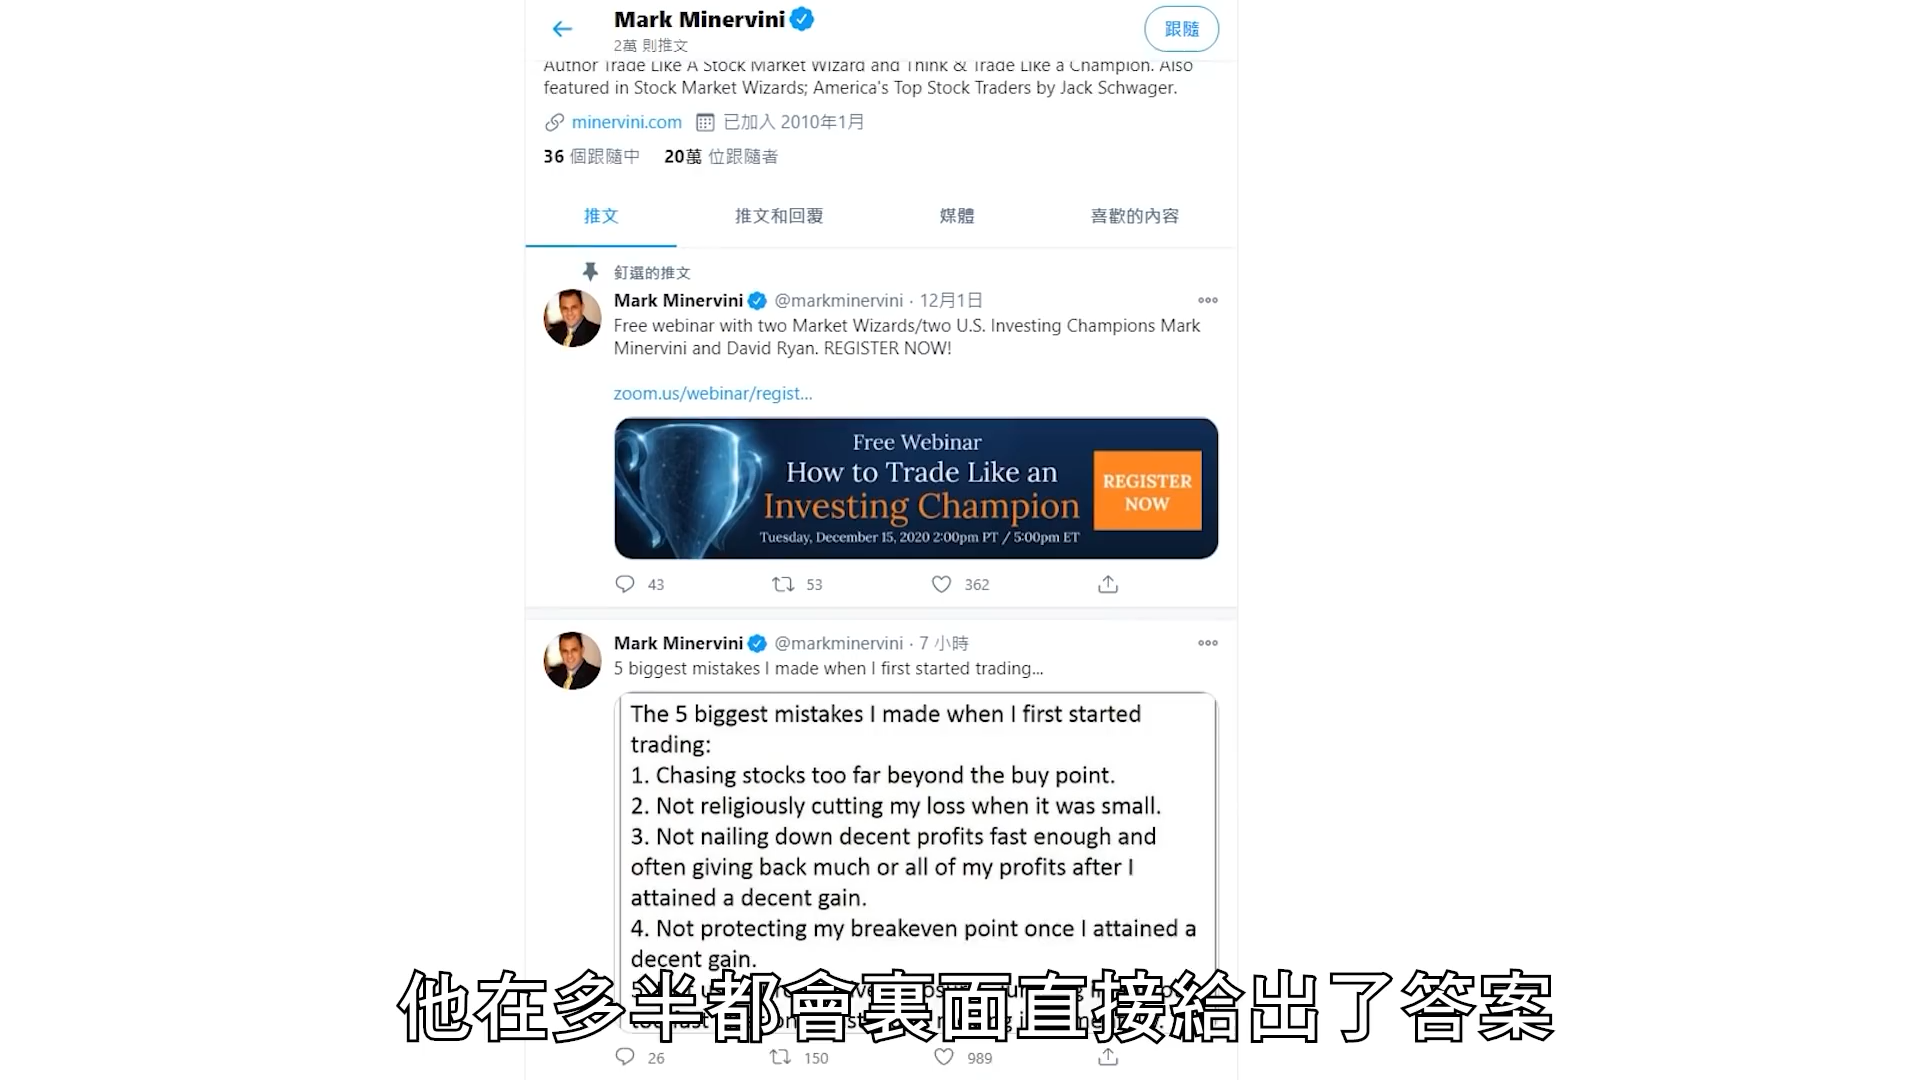 Mark Minervini
2萬 則推文
跟隨
Author Trade Like A Stock Market Wizard and Think & Trade Like a Champion. Also
featured in Stock Market Wizards; America's Top Stock Traders by Jack Schwager.
minervini.com 已加入 2010年1月
36 個跟隨中 20萬 位跟隨者
推文 推文和回覆 媒體 喜歡的內容
釘選的推文
Mark Minervini @markminervini · 12月1日
Free webinar with two Market Wizards/two U.S. Investing Champions Mark
Minervini and David Ryan. REGISTER NOW!
zoom.us/webinar/regist...
Free Webinar
How to Trade Like an
Investing Champion
Tuesday, December 15, 2020 2:00pm PT / 5:00pm ET
REGISTER
NOW
43 53 362
Mark Minervini @markminervini · 7 小時
5 biggest mistakes I made when I first started trading...
The 5 biggest mistakes I made when I first started
trading:
1. Chasing stocks too far beyond the buy point.
2. Not religiously cutting my loss when it was small.
3. Not nailing down decent profits fast enough and
often giving back much or all of my profits after I
attained a decent gain.
4. Not protecting my breakeven point once I attained a
decent gain.
他在多半都會裏面直接給出了答案
26 150 989